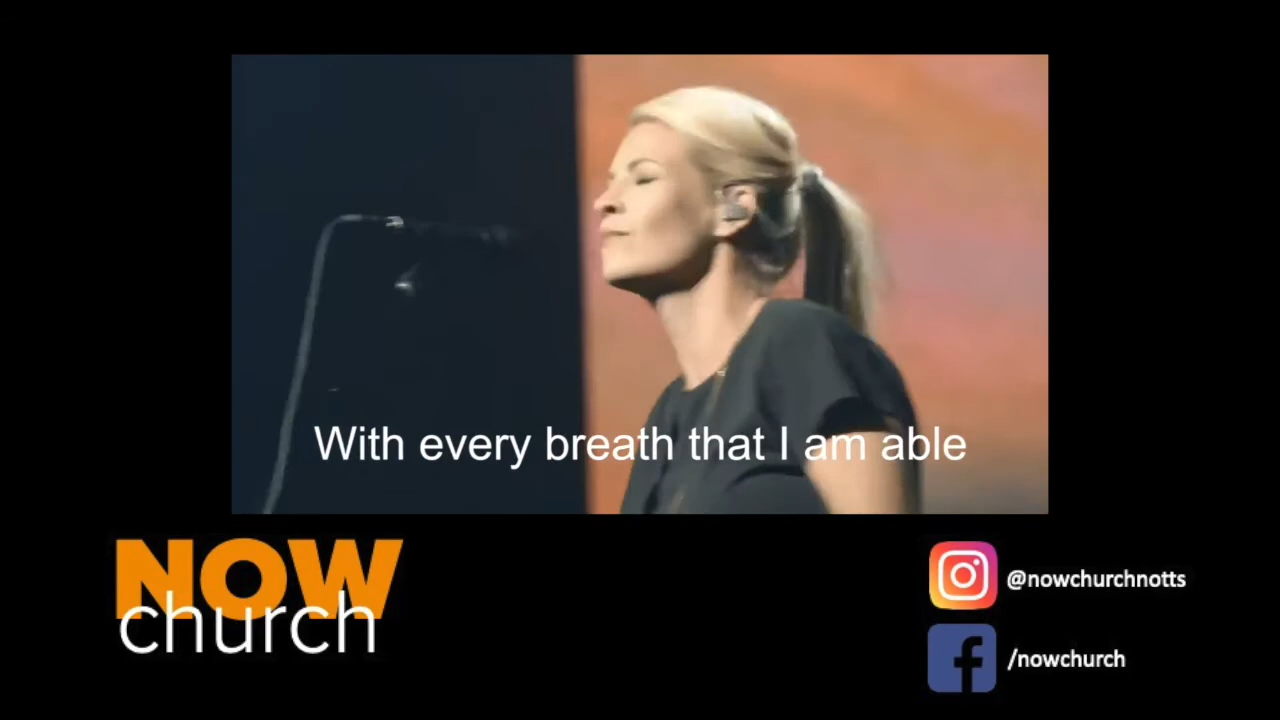 With every breath that I am able
NOW
church
@nowchurchnotts
/nowchurch